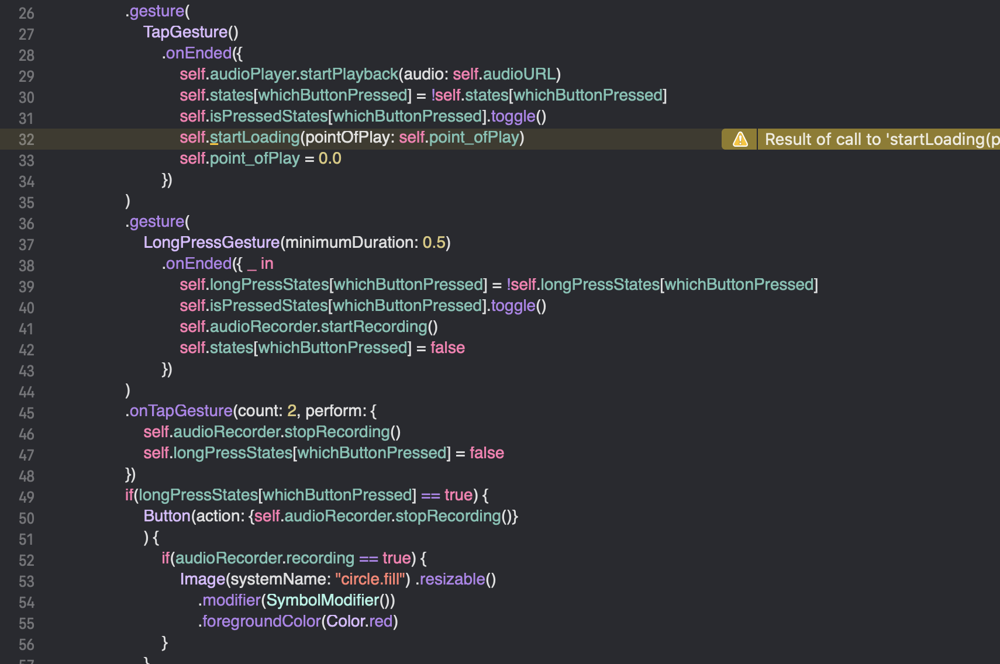 26 .gesture(
27 TapGesture()
28 .onEnded({
29 self.audioPlayer.startPlayback(audio: self.audioURL)
30 self.states[whichButtonPressed] = !self.states[whichButtonPressed]
31 self.isPressedStates[whichButtonPressed].toggle()
32 self.startLoading(pointOfPlay: self.point_ofPlay) Result of call to 'startLoading(p
33 self.point_ofPlay = 0.0
34 })
35 )
36 .gesture(
37 LongPressGesture(minimumDuration: 0.5)
38 .onEnded({ _ in
39 self.longPressStates[whichButtonPressed] = !self.longPressStates[whichButtonPressed]
40 self.isPressedStates[whichButtonPressed].toggle()
41 self.audioRecorder.startRecording()
42 self.states[whichButtonPressed] = false
43 })
44 )
45 .onTapGesture(count: 2, perform: {
46 self.audioRecorder.stopRecording()
47 self.longPressStates[whichButtonPressed] = false
48 })
49 if(longPressStates[whichButtonPressed] == true) {
50 Button(action: {self.audioRecorder.stopRecording()}
51 ) {
52 if(audioRecorder.recording == true) {
53 Image(systemName: "circle.fill") .resizable()
54 .modifier(SymbolModifier())
55 .foregroundColor(Color.red)
56 }
57 }